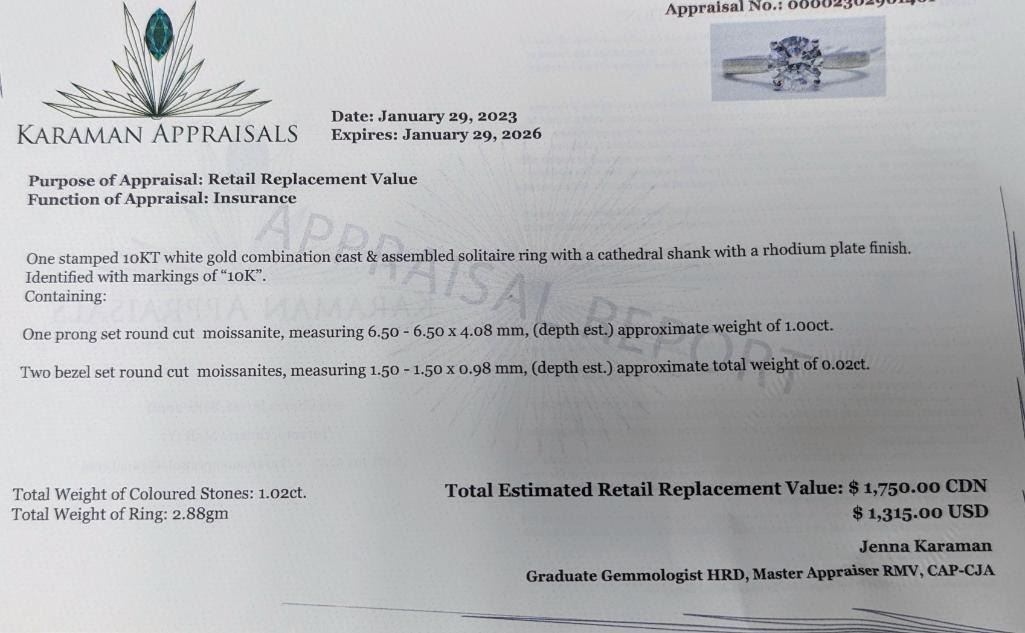 Appraisal No.:
KARAMAN APPRAISALS
Date: January 29, 2023
Expires: January 29, 2026
Purpose of Appraisal: Retail Replacement Value
Function of Appraisal: Insurance
APPRAISAL REPORT
One stamped 10KT white gold combination cast & assembled solitaire ring with a cathedral shank with a rhodium plate finish.
Identified with markings of “10K”.
Containing:
One prong set round cut moissanite, measuring 6.50 - 6.50 x 4.08 mm, (depth est.) approximate weight of 1.00ct.
Two bezel set round cut moissanites, measuring 1.50 - 1.50 x 0.98 mm, (depth est.) approximate total weight of 0.02ct.
Total Weight of Coloured Stones: 1.02ct.
Total Weight of Ring: 2.88gm
Total Estimated Retail Replacement Value: $ 1,750.00 CDN
$ 1,315.00 USD
Jenna Karaman
Graduate Gemmologist HRD, Master Appraiser RMV, CAP-CJA